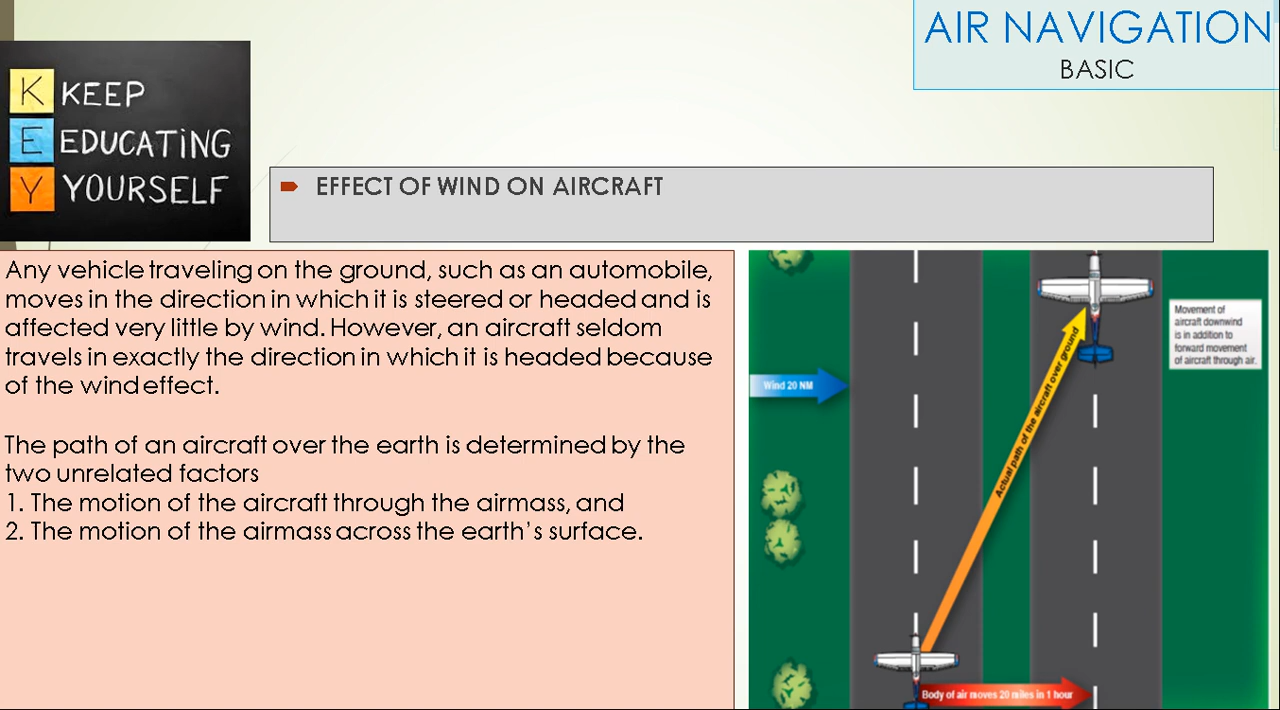 AIR NAVIGATION
BASIC
K KEEP
E EDUCATING
Y YOURSELF
EFFECT OF WIND ON AIRCRAFT
Any vehicle traveling on the ground, such as an automobile,
moves in the direction in which it is steered or headed and is
affected very little by wind. However, an aircraft seldom
travels in exactly the direction in which it is headed because
of the wind effect.
The path of an aircraft over the earth is determined by the
two unrelated factors
1. The motion of the aircraft through the airmass, and
2. The motion of the airmass across the earth's surface.
Movement of
aircraft downwind
is in addition to
forward movement
of aircraft through air.
Wind 20 NM
Actual path of the aircraft over ground
Body of air moves 20 miles in 1 hour